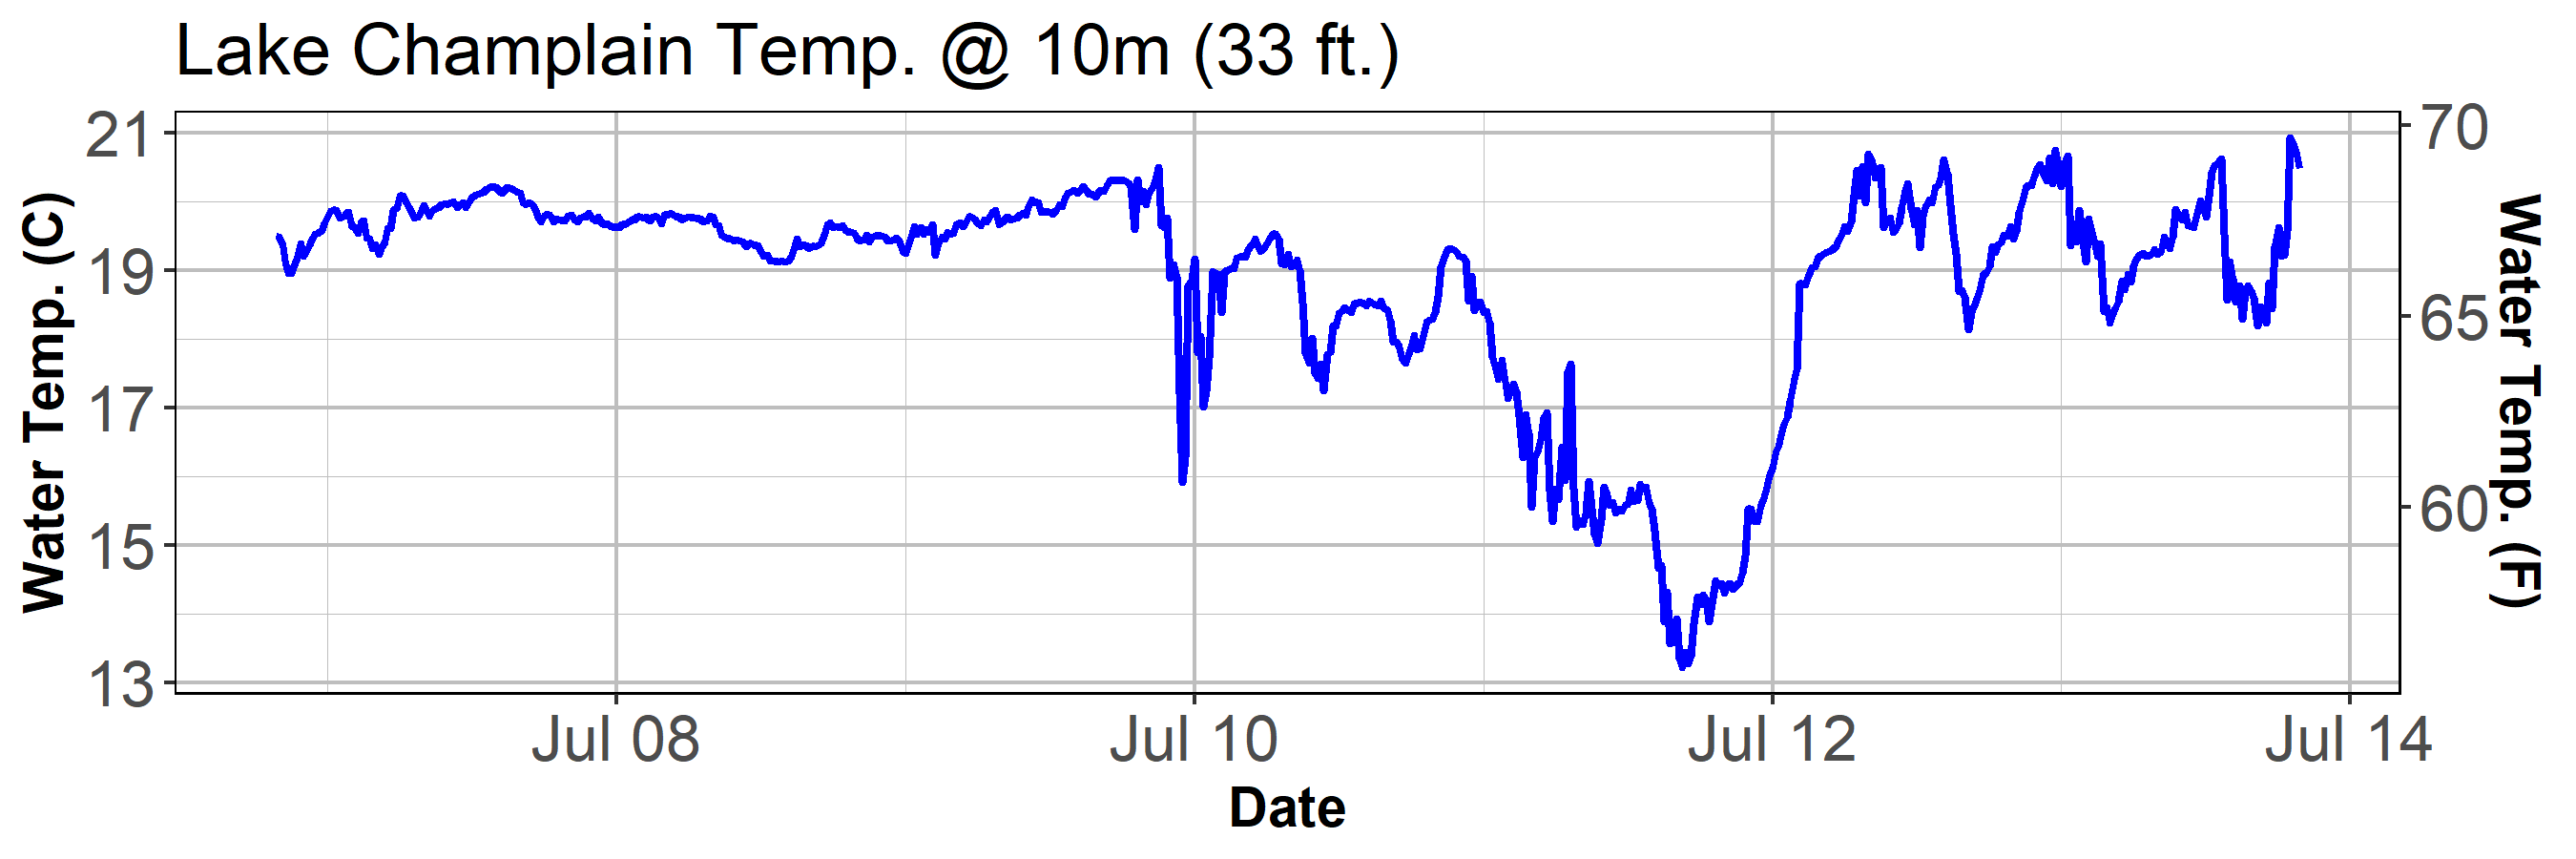 Lake Champlain Temp. @ 10m (33 ft.)
Water Temp. (C)
21
19
17
15
13
70
65
60
Water Temp. (F)
Jul 08 Jul 10 Jul 12 Jul 14
Date